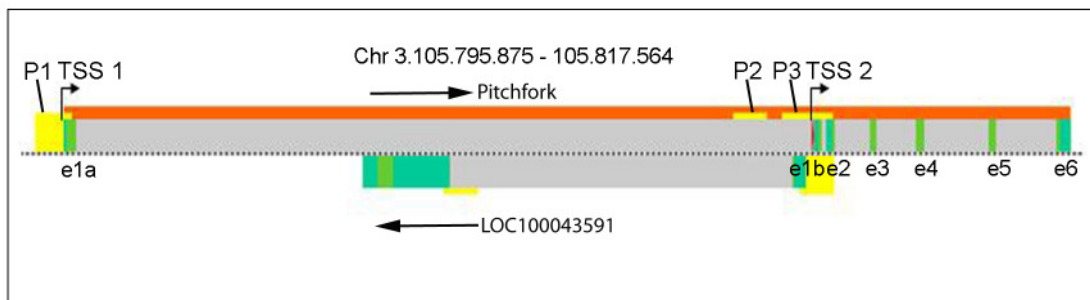 Chr 3.105.795.875 - 105.817.564
P1 TSS 1
P2 P3 TSS 2
Pitchfork
e1a
e1b e2 e3 e4 e5 e6
LOC100043591